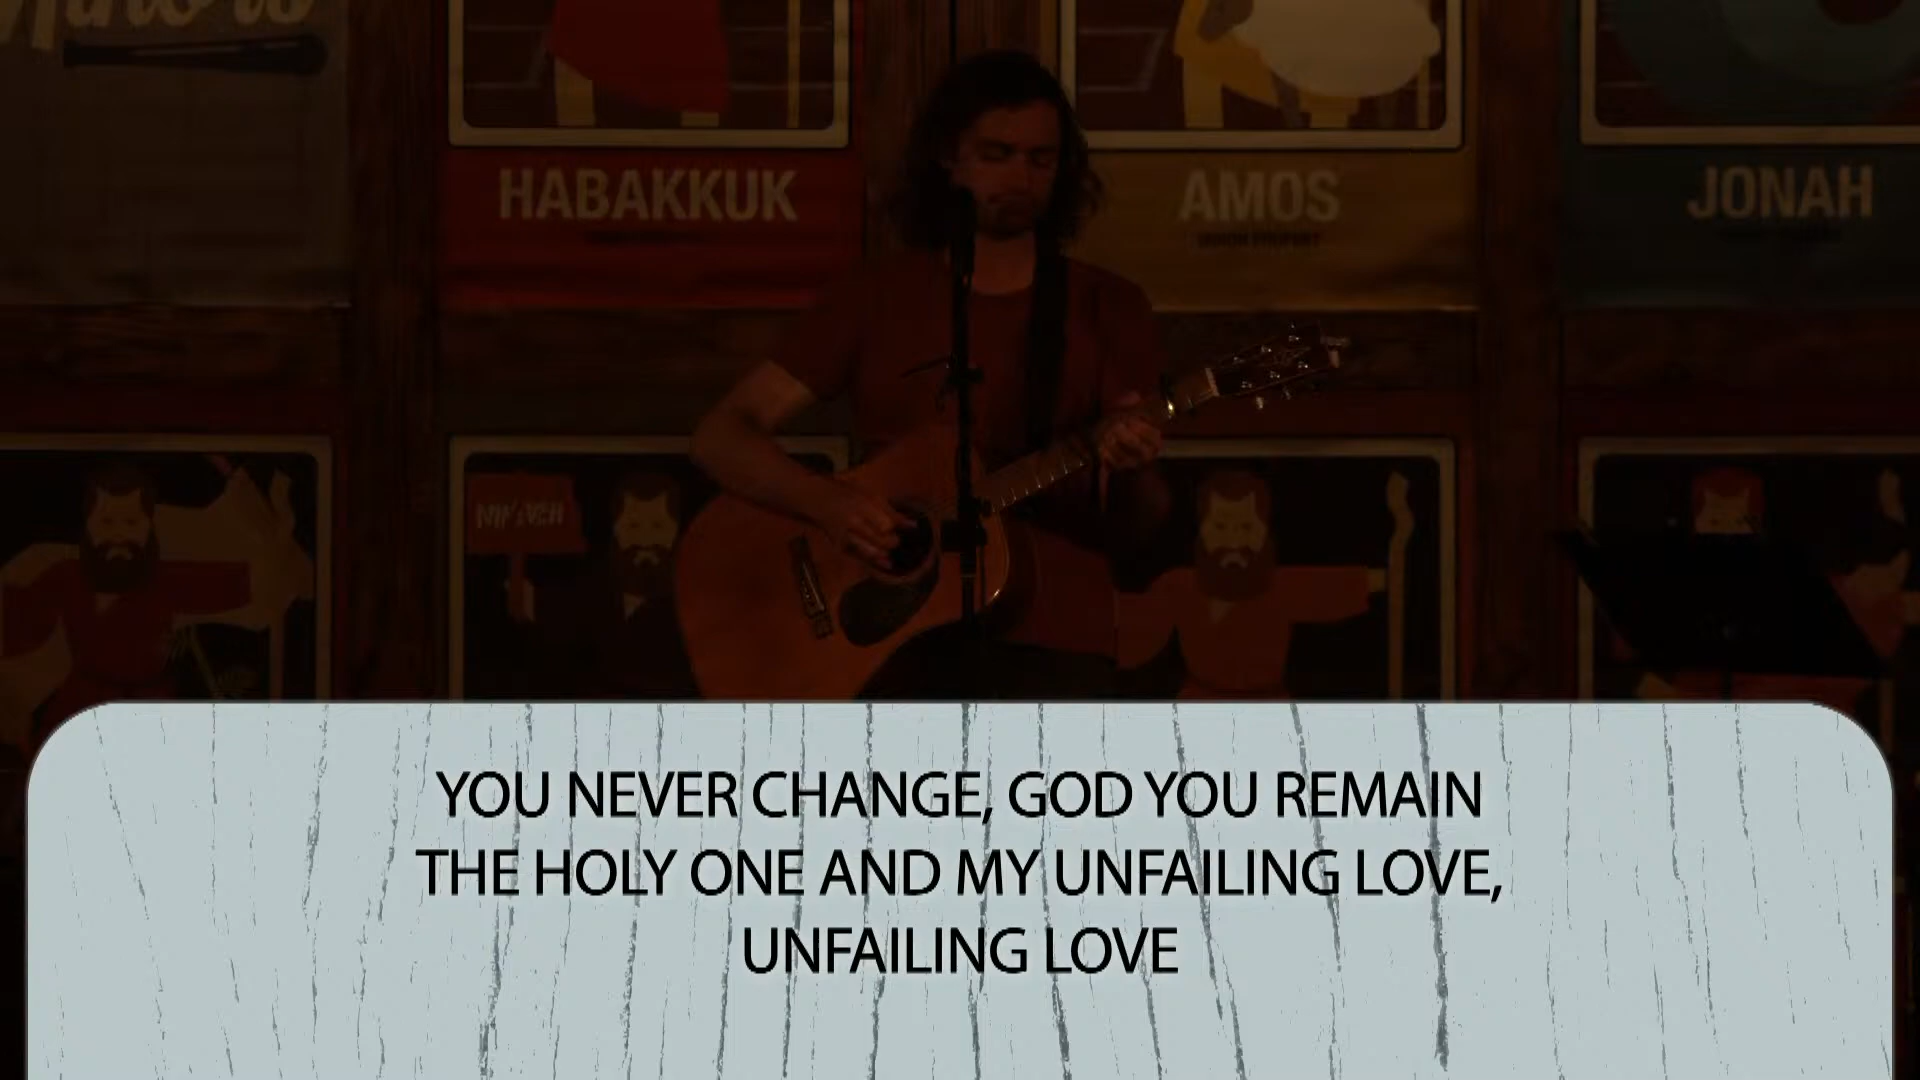 HABAKKUK
AMOS
JONAH
YOU NEVER CHANGE, GOD YOU REMAIN
THE HOLY ONE AND MY UNFAILING LOVE,
UNFAILING LOVE